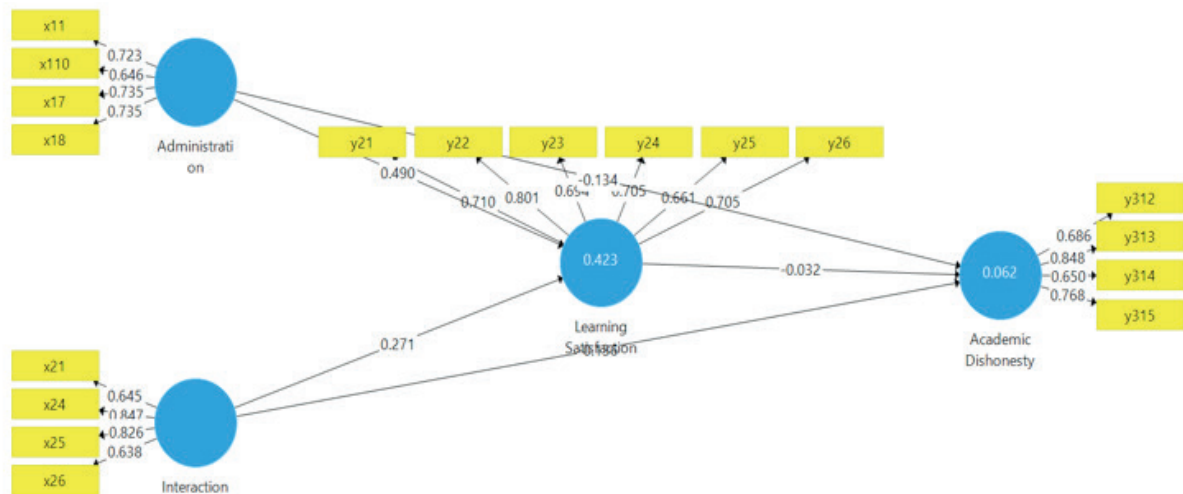 x11
x110
x17
x18
0.723
0.646
0.735
0.735
Administrati
on
y21
y22
y23
y24
y25
y26
0.490
0.710
0.801
0.705
0.661
0.705
-0.134
0.423
Learning
Satisfaction
0.271
-0.032
0.062
Academic
Dishonesty
y312
y313
y314
y315
0.686
0.848
0.650
0.768
x21
x24
x25
x26
0.645
0.847
0.826
0.638
Interaction